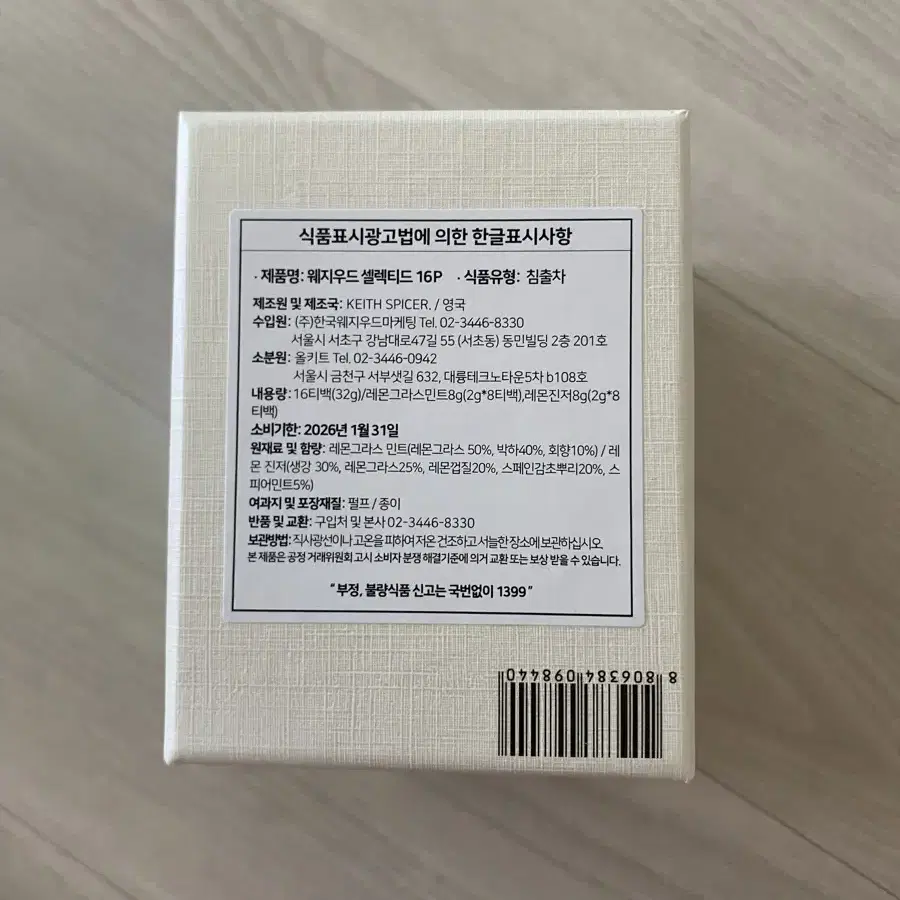 식품표시광고법에 의한 한글표시사항
· 제품명: 웨지우드 셀렉티드 16P · 식품유형: 침출차
제조원 및 제조국: KEITH SPICER. / 영국
수입원: (주)한국웨지우드마케팅 Tel. 02-3446-8330
서울시 서초구 강남대로47길 55 (서초동) 동민빌딩 2층 201호
소분원: 올키트 Tel. 02-3446-0942
서울시 금천구 서부샛길 632, 대륭테크노타운5차 b108호
내용량: 16티백(32g)/레몬그라스민트8g(2g*8티백),레몬진저8g(2g*8
티백)
소비기한: 2026년 1월 31일
원재료 및 함량: 레몬그라스 민트(레몬그라스 50%, 박하40%, 회향10%) / 레
몬 진저(생강 30%, 레몬그라스25%, 레몬껍질20%, 스페인감초뿌리20%, 스
피어민트5%)
여과지 및 포장재질: 펄프 / 종이
반품 및 교환: 구입처 및 본사 02-3446-8330
보관방법: 직사광선이나 고온을 피하여 저온 건조하고 서늘한 장소에 보관하십시오.
본 제품은 공정 거래위원회 고시 소비자 분쟁 해결기준에 의거 교환 또는 보상 받을 수 있습니다.
" 부정, 불량식품 신고는 국번없이 1399 "
8 806384 098440